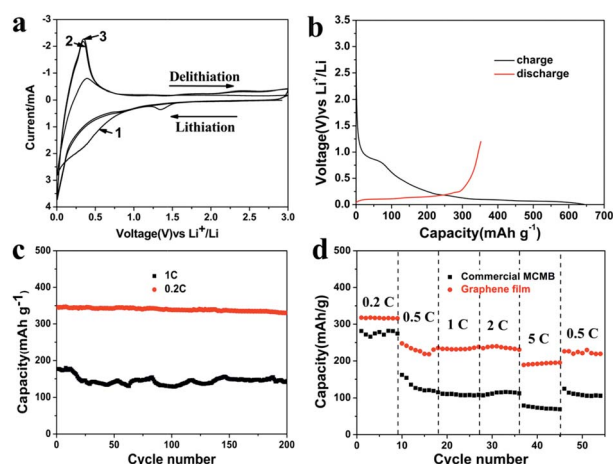 a
-3
-2
-1
0
1
2
3
4
Current/mA
2
3
1
Delithiation
Lithiation
0.0 0.5 1.0 1.5 2.0 2.5 3.0
Voltage(V)vs Li+/Li
b
3.5
3.0
2.5
2.0
1.5
1.0
0.5
0.0
Voltage(V)vs Li+/Li
charge
discharge
0 100 200 300 400 500 600 700
Capacity(mAh g-1)
c
500
400
300
200
100
0
Capacity(mAh g-1)
1C
0.2C
0 50 100 150 200
Cycle number
d
500
400
300
200
100
0
Capacity(mAh/g)
Commercial MCMB
Graphene film
0.2 C
0.5 C
1 C
2 C
5 C
0.5 C
0 10 20 30 40 50
Cycle number